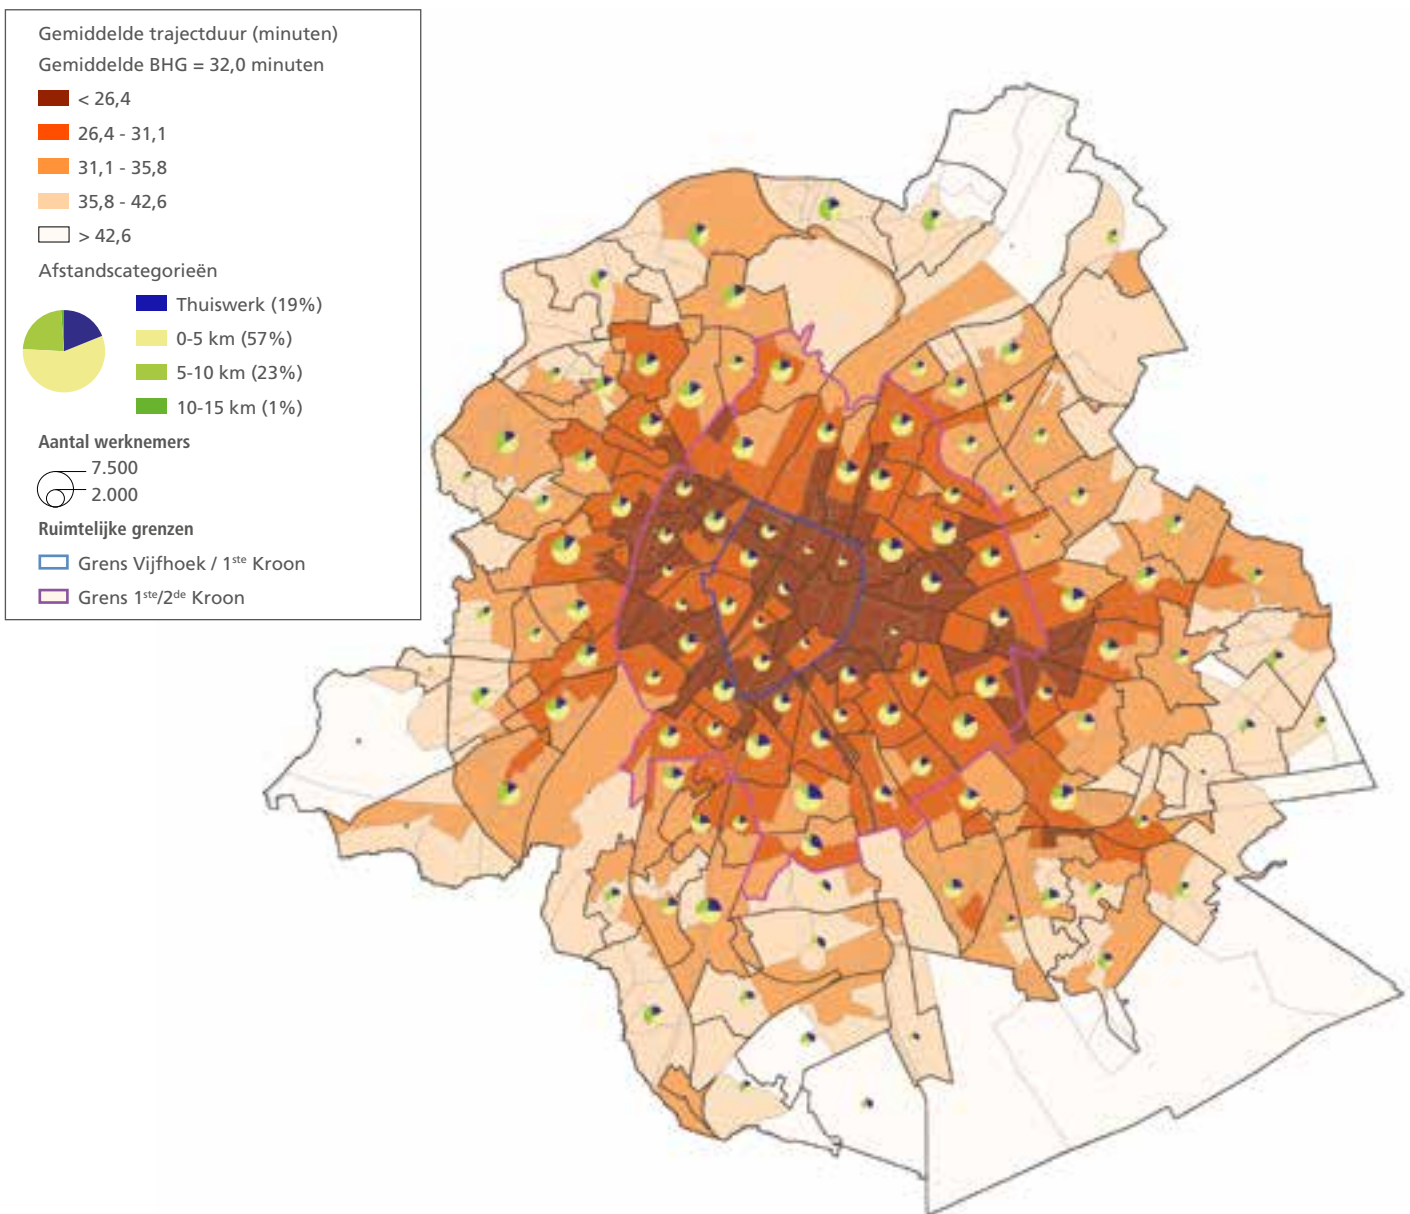 Gemiddelde trajectduur (minuten)
Gemiddelde BHG = 32,0 minuten
< 26,4
26,4 - 31,1
31,1 - 35,8
35,8 - 42,6
> 42,6
Afstandscategorieën
Thuiswerk (19%)
0-5 km (57%)
5-10 km (23%)
10-15 km (1%)
Aantal werknemers
7.500
2.000
Ruimtelijke grenzen
Grens Vijfhoek / 1ste Kroon
Grens 1ste/2de Kroon